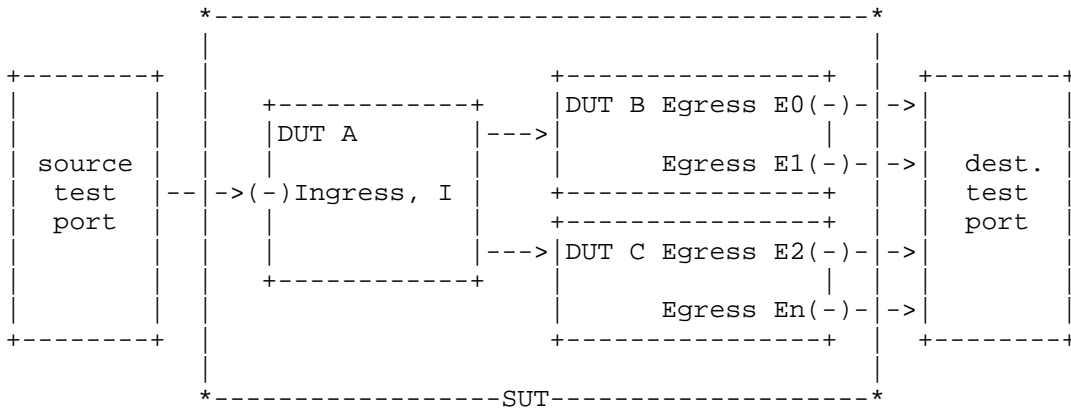 DUT B Egress E0(-)-
DUT A
source Egress E1(-)- dest.
test (-)Ingress, I test
port port
DUT C Egress E2(-)-
Egress En(-)-
SUT